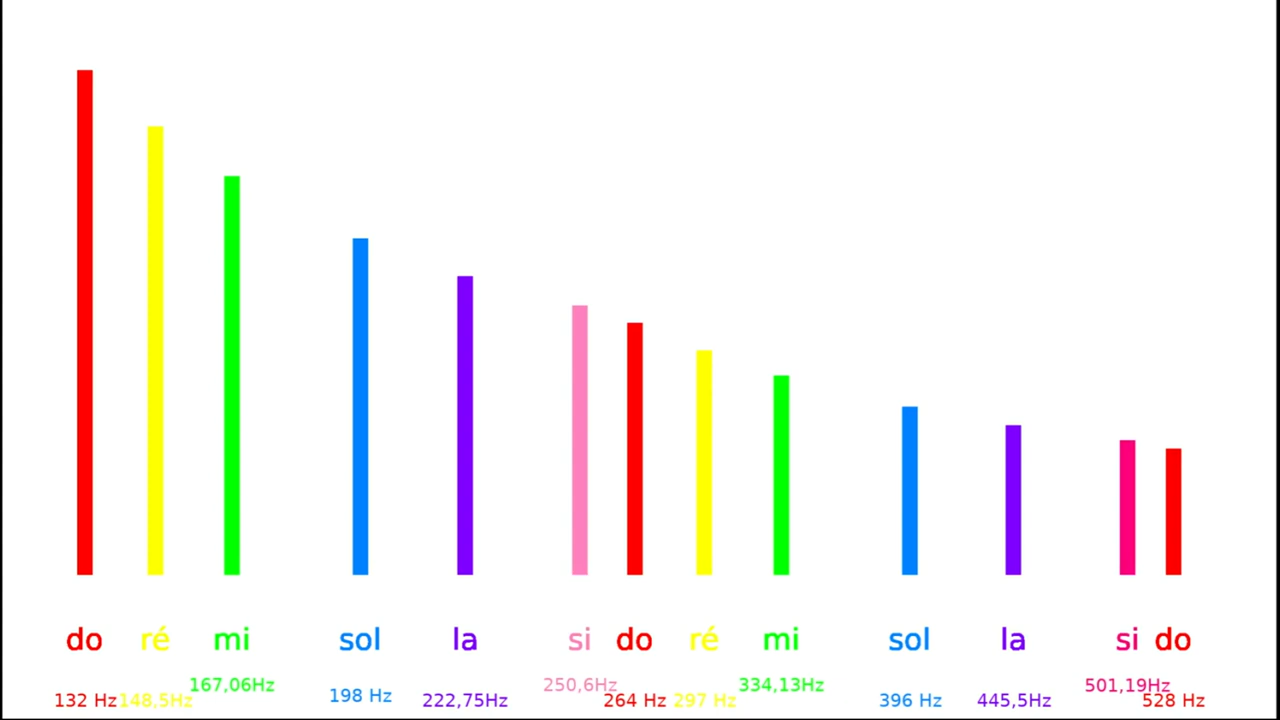 do ré mi sol la si do ré mi sol la si do
132 Hz 148,5Hz 167,06Hz 198 Hz 222,75Hz 250,6Hz 264 Hz 297 Hz 334,13Hz 396 Hz 445,5Hz 501,19Hz 528 Hz